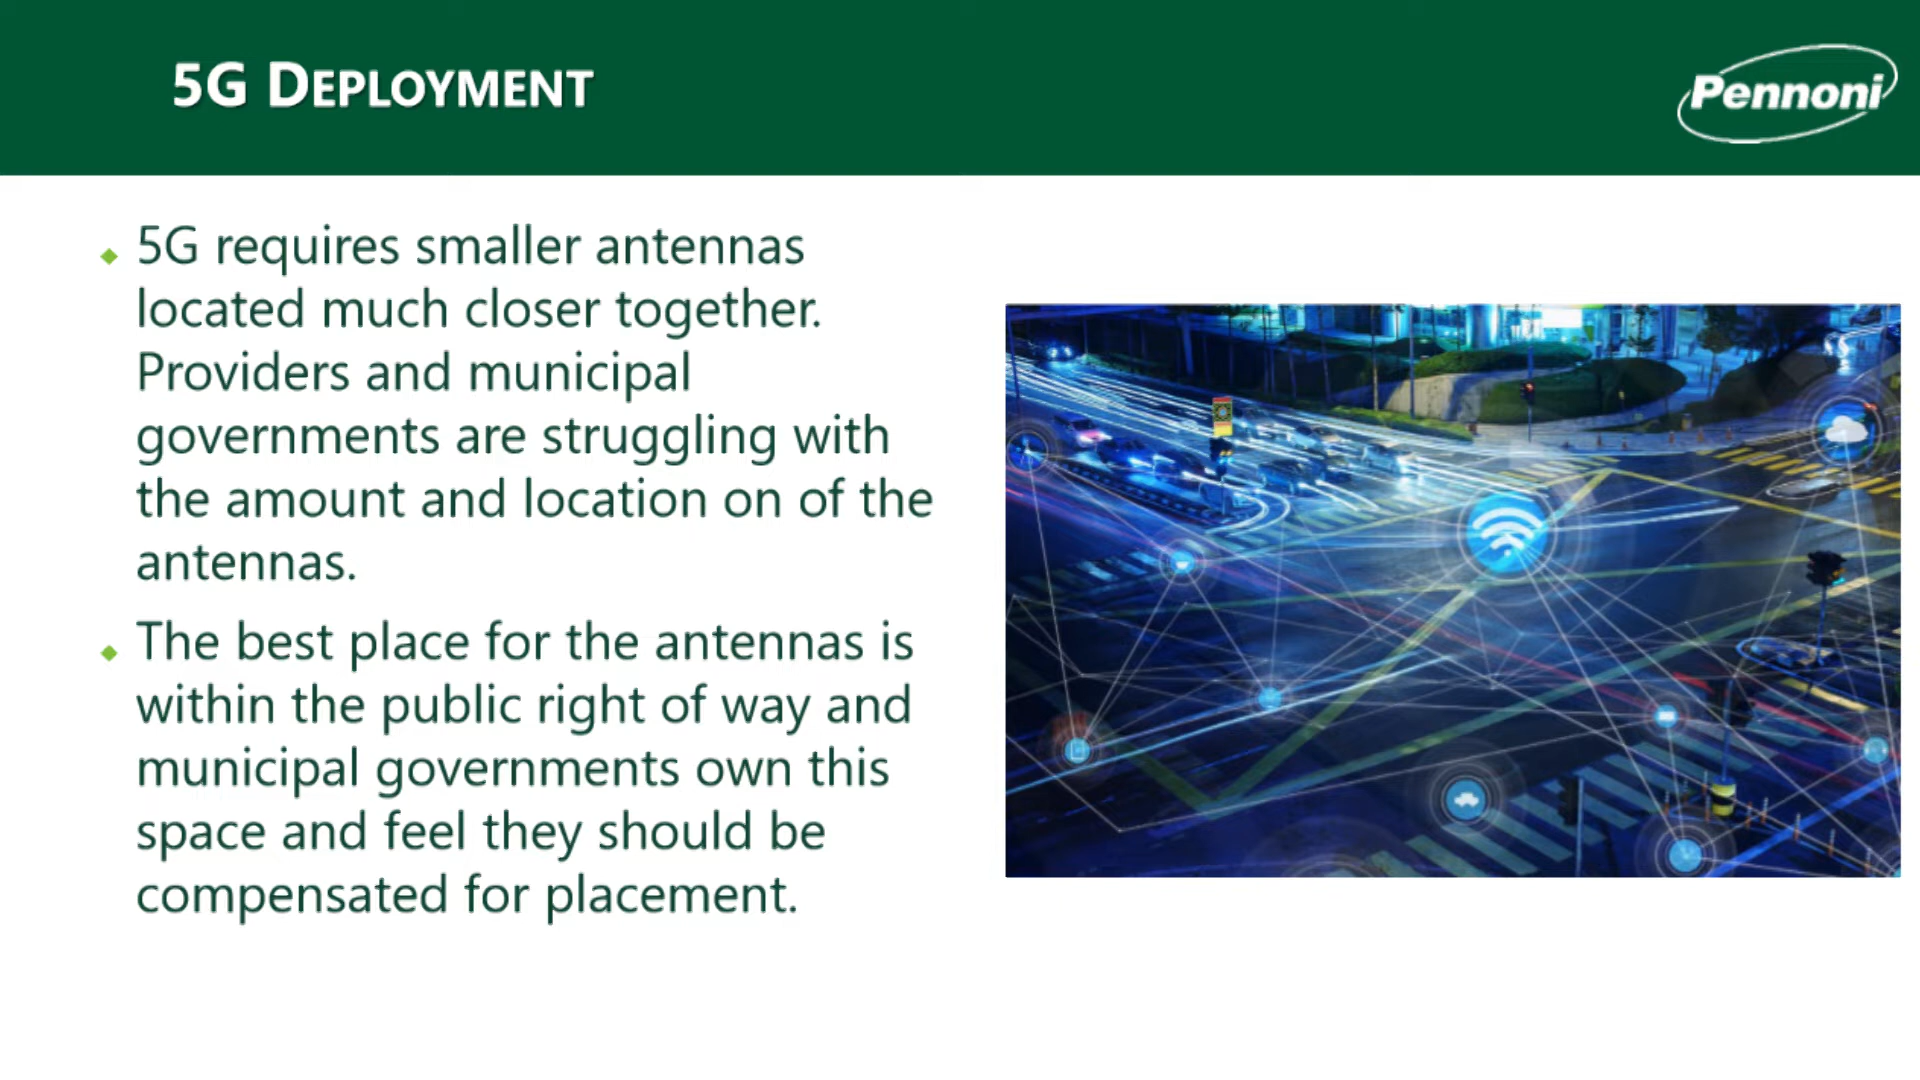 5G DEPLOYMENT
Pennoni
5G requires smaller antennas
located much closer together.
Providers and municipal
governments are struggling with
the amount and location on of the
antennas.
The best place for the antennas is
within the public right of way and
municipal governments own this
space and feel they should be
compensated for placement.